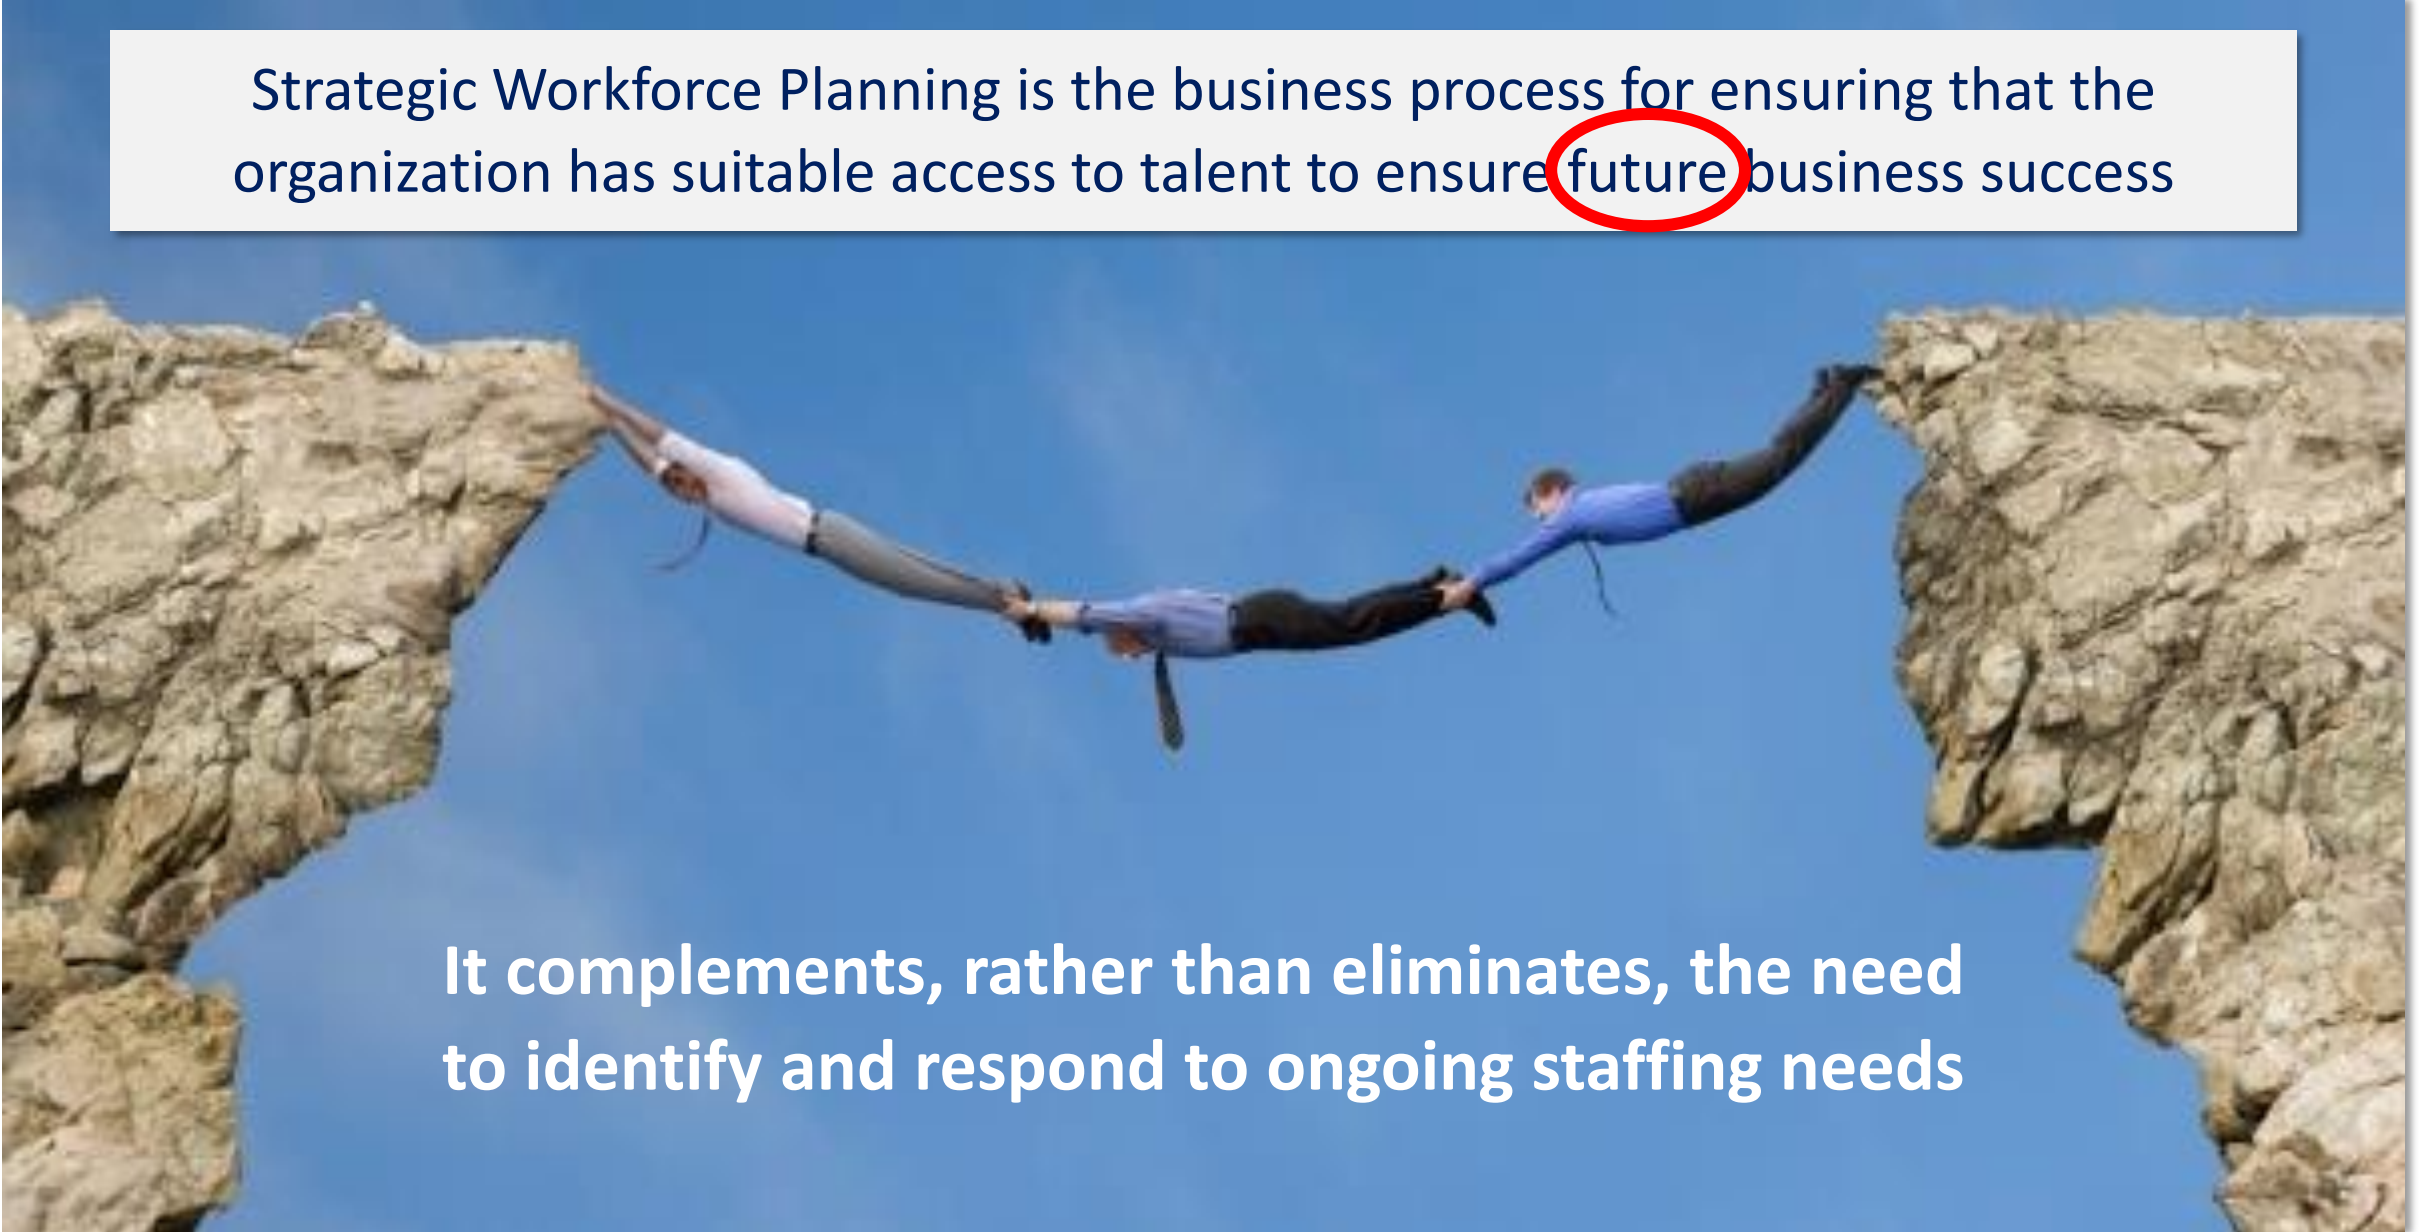 Strategic Workforce Planning is the business process for ensuring that the
organization has suitable access to talent to ensure future business success
It complements, rather than eliminates, the need
to identify and respond to ongoing staffing needs